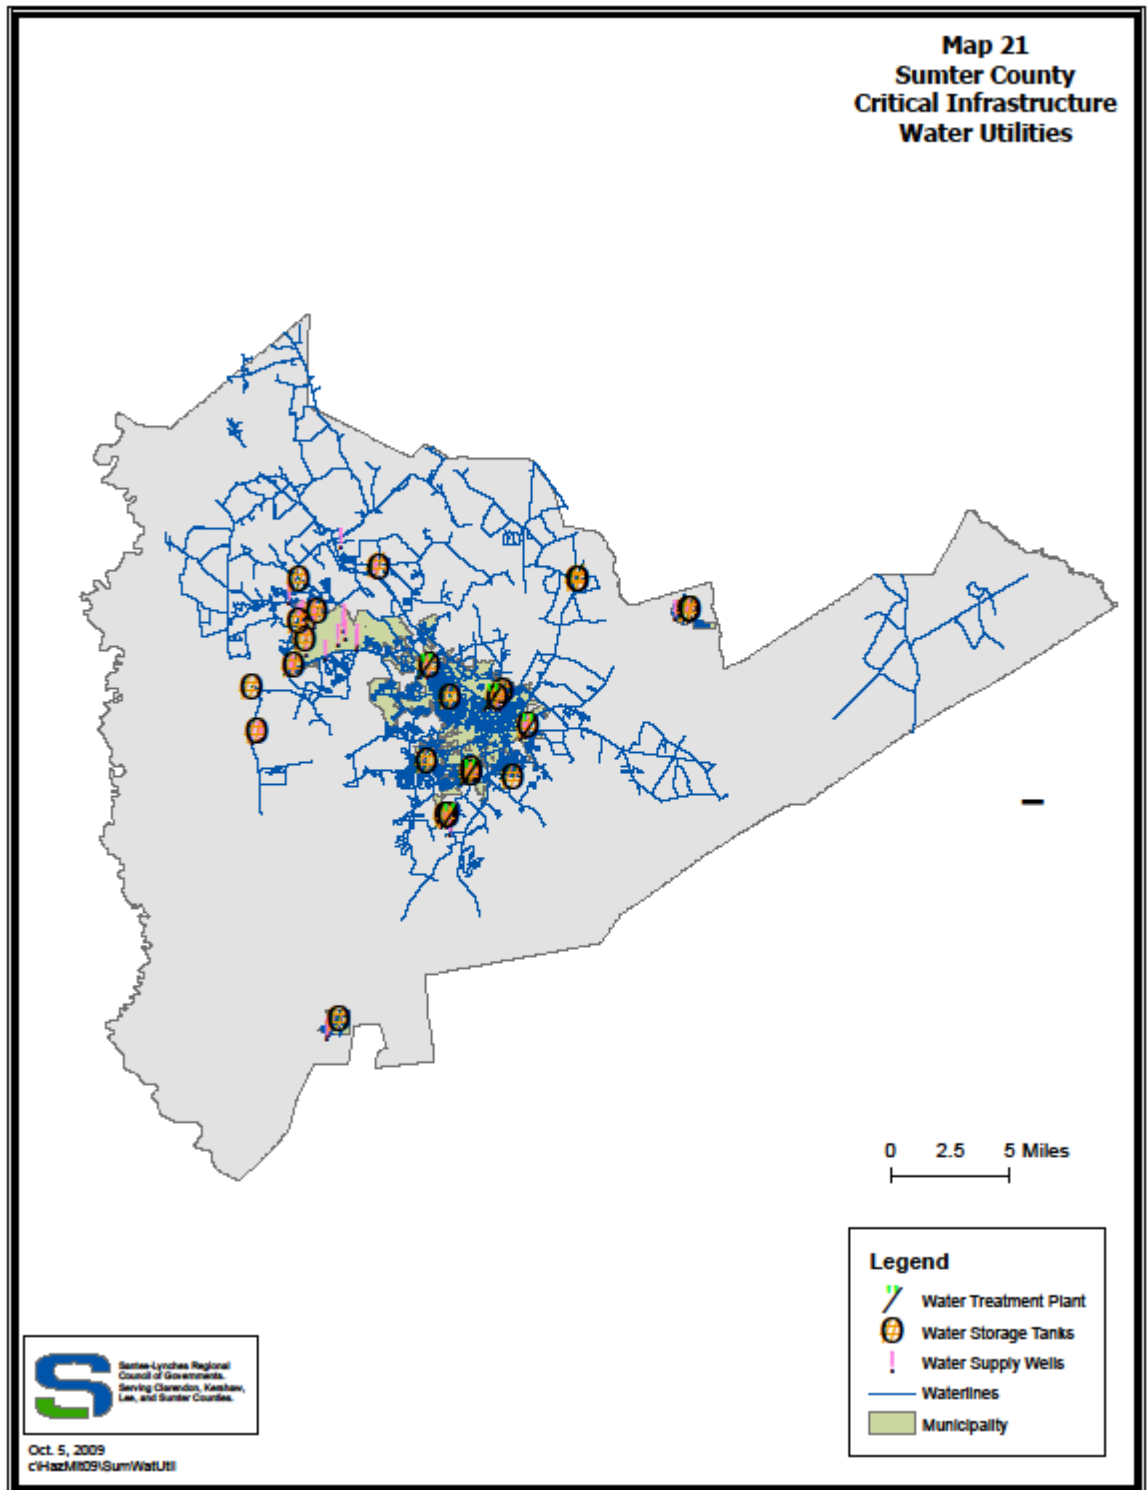 Map 21
Sumter County
Critical Infrastructure
Water Utilities
0 2.5 5 Miles
Legend
Water Treatment Plant
Water Storage Tanks
Water Supply Wells
Waterlines
Municipality
Santee-Lynches Regional
Council of Governments.
Serving Clarendon, Kershaw,
Lee, and Sumter Counties.
Oct. 5, 2009
c\HazMit09\SumWatUtil